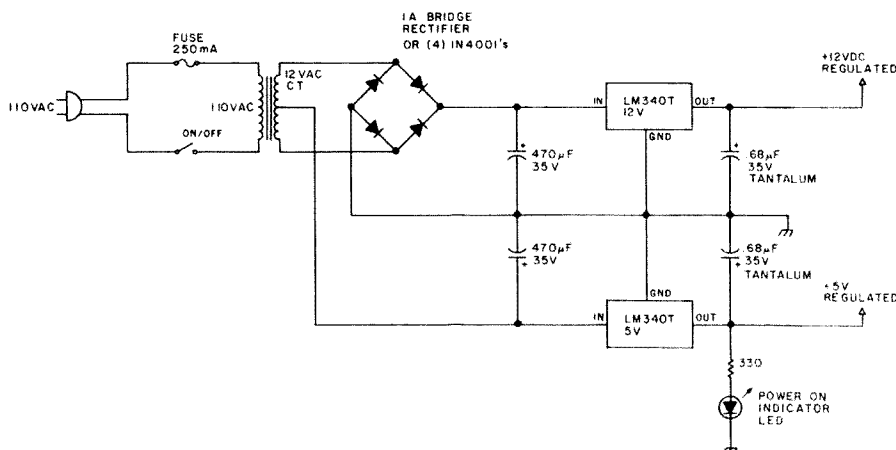 1A BRIDGE
RECTIFIER
OR (4) IN4001's
FUSE
250mA
110VAC
ON/OFF
110VAC
12VAC
CT
+12VDC
REGULATED
IN
LM340T
12V
OUT
GND
470µF
35V
.68µF
35V
TANTALUM
470µF
35V
.68µF
35V
TANTALUM
+5V
REGULATED
GND
IN
LM340T
5V
OUT
330
POWER ON
INDICATOR
LED